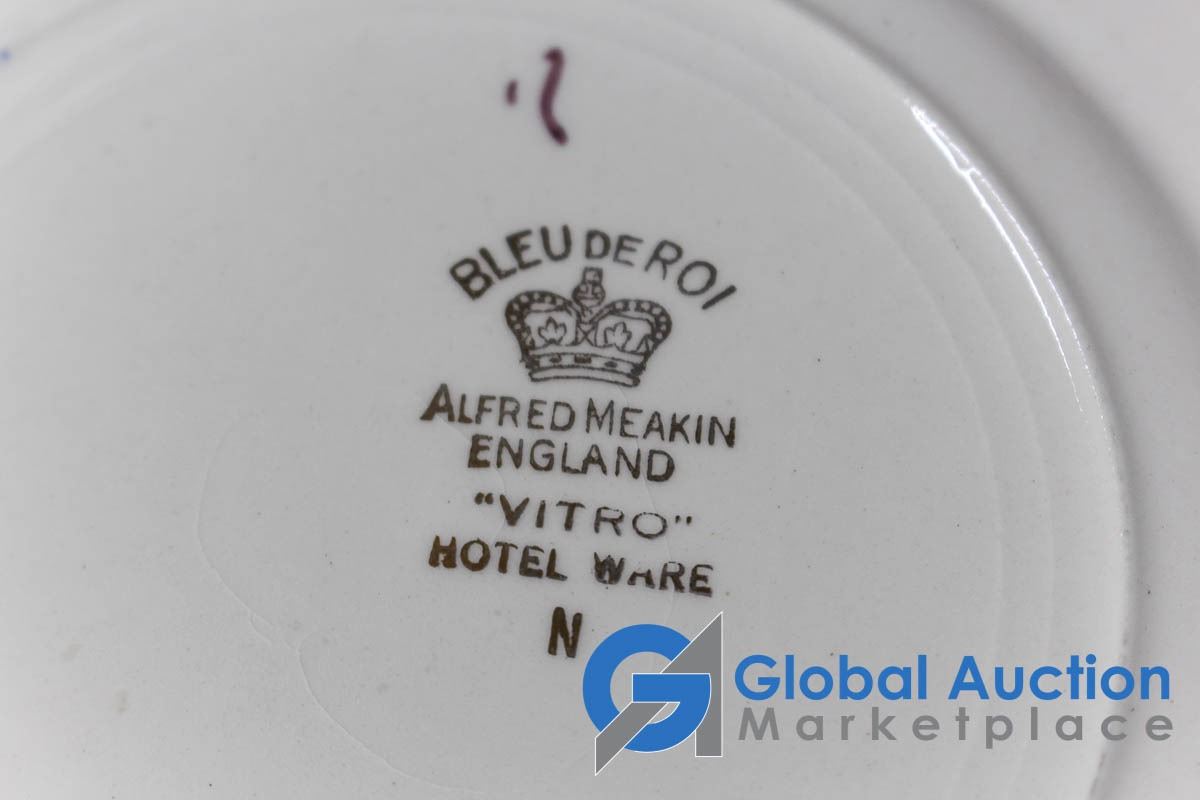 BLEU DE ROI
ALFRED MEAKIN
ENGLAND
"VITRO"
HOTEL WARE
N
Global Auction
Marketplace